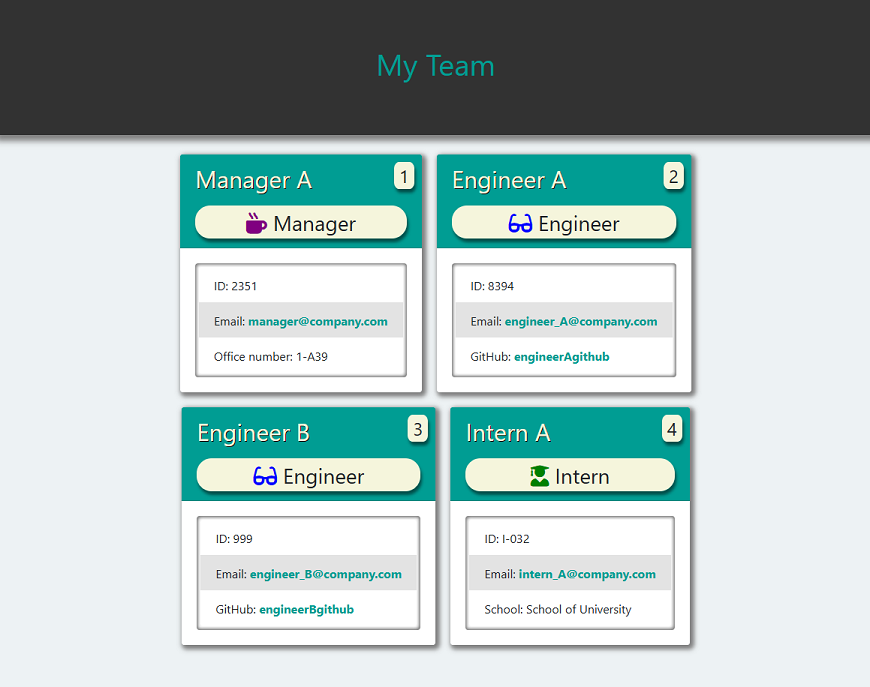 My Team
Manager A 1
Manager
ID: 2351
Email: manager@company.com
Office number: 1-A39
Engineer A 2
Engineer
ID: 8394
Email: engineer_A@company.com
GitHub: engineerAgithub
Engineer B 3
Engineer
ID: 999
Email: engineer_B@company.com
GitHub: engineerBgithub
Intern A 4
Intern
ID: I-032
Email: intern_A@company.com
School: School of University